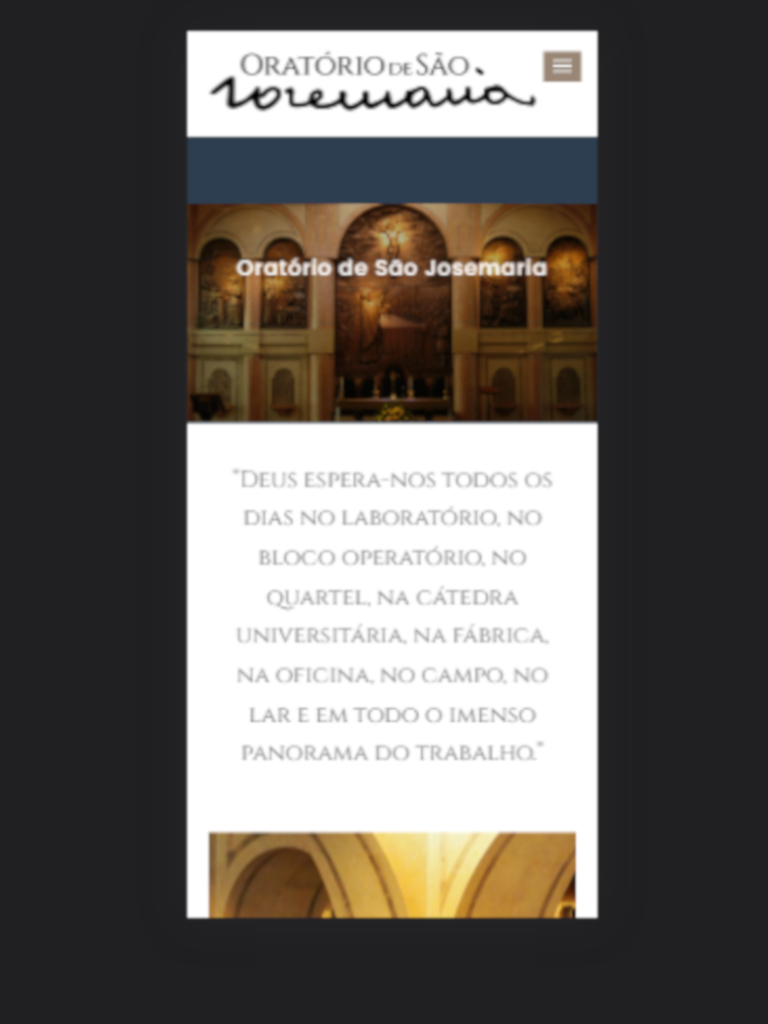 ORATÓRIO DE SÃO
Josemaria
Oratório de São Josemaria
"DEUS ESPERA-NOS TODOS OS
DIAS NO LABORATÓRIO, NO
BLOCO OPERATÓRIO, NO
QUARTEL, NA CÁTEDRA
UNIVERSITÁRIA, NA FÁBRICA,
NA OFICINA, NO CAMPO, NO
LAR E EM TODO O IMENSO
PANORAMA DO TRABALHO."